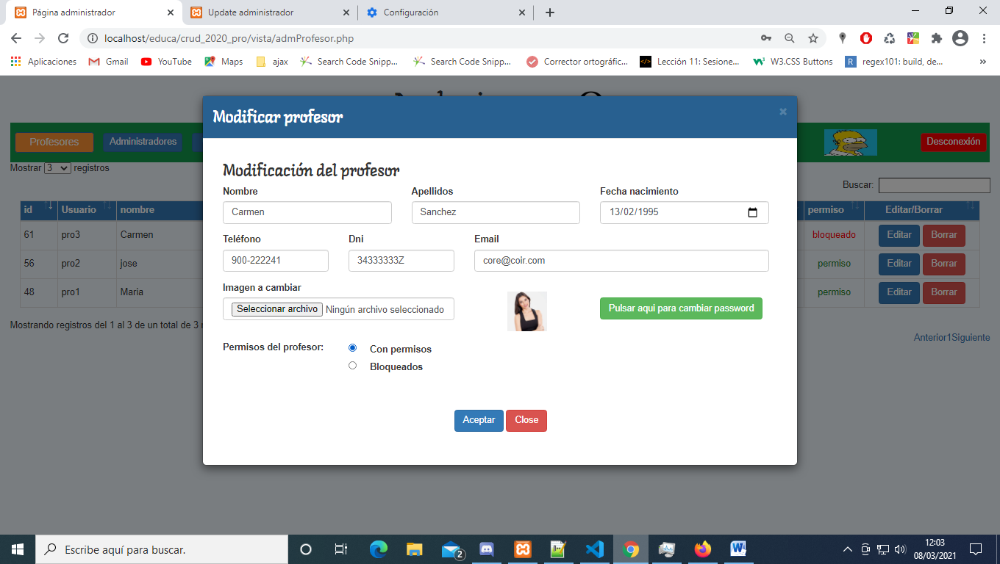 Página administrador
Update administrador
Configuración
localhost/educa/crud_2020_pro/vista/admProfesor.php
Aplicaciones Gmail YouTube Maps ajax Search Code Snipp... Search Code Snipp... Corrector ortográfic... Lección 11: Sesione... W3.CSS Buttons R regex101: build, de... »
Modificar profesor ×
Profesores Administradores Desconexión
Mostrar 3 registros
Buscar:
Modificación del profesor
Nombre Apellidos Fecha nacimiento
Carmen Sanchez 13/02/1995
id Usuario nombre permiso Editar/Borrar
61 pro3 Carmen bloqueado Editar Borrar
56 pro2 jose permiso Editar Borrar
48 pro1 Maria permiso Editar Borrar
Teléfono Dni Email
900-222241 34333333Z core@coir.com
Imagen a cambiar
Seleccionar archivo Ningún archivo seleccionado
Pulsar aqui para cambiar password
Mostrando registros del 1 al 3 de un total de 3
Anterior1Siguiente
Permisos del profesor: Con permisos
Bloqueados
Aceptar Close
Escribe aquí para buscar.
2
12:03
08/03/2021